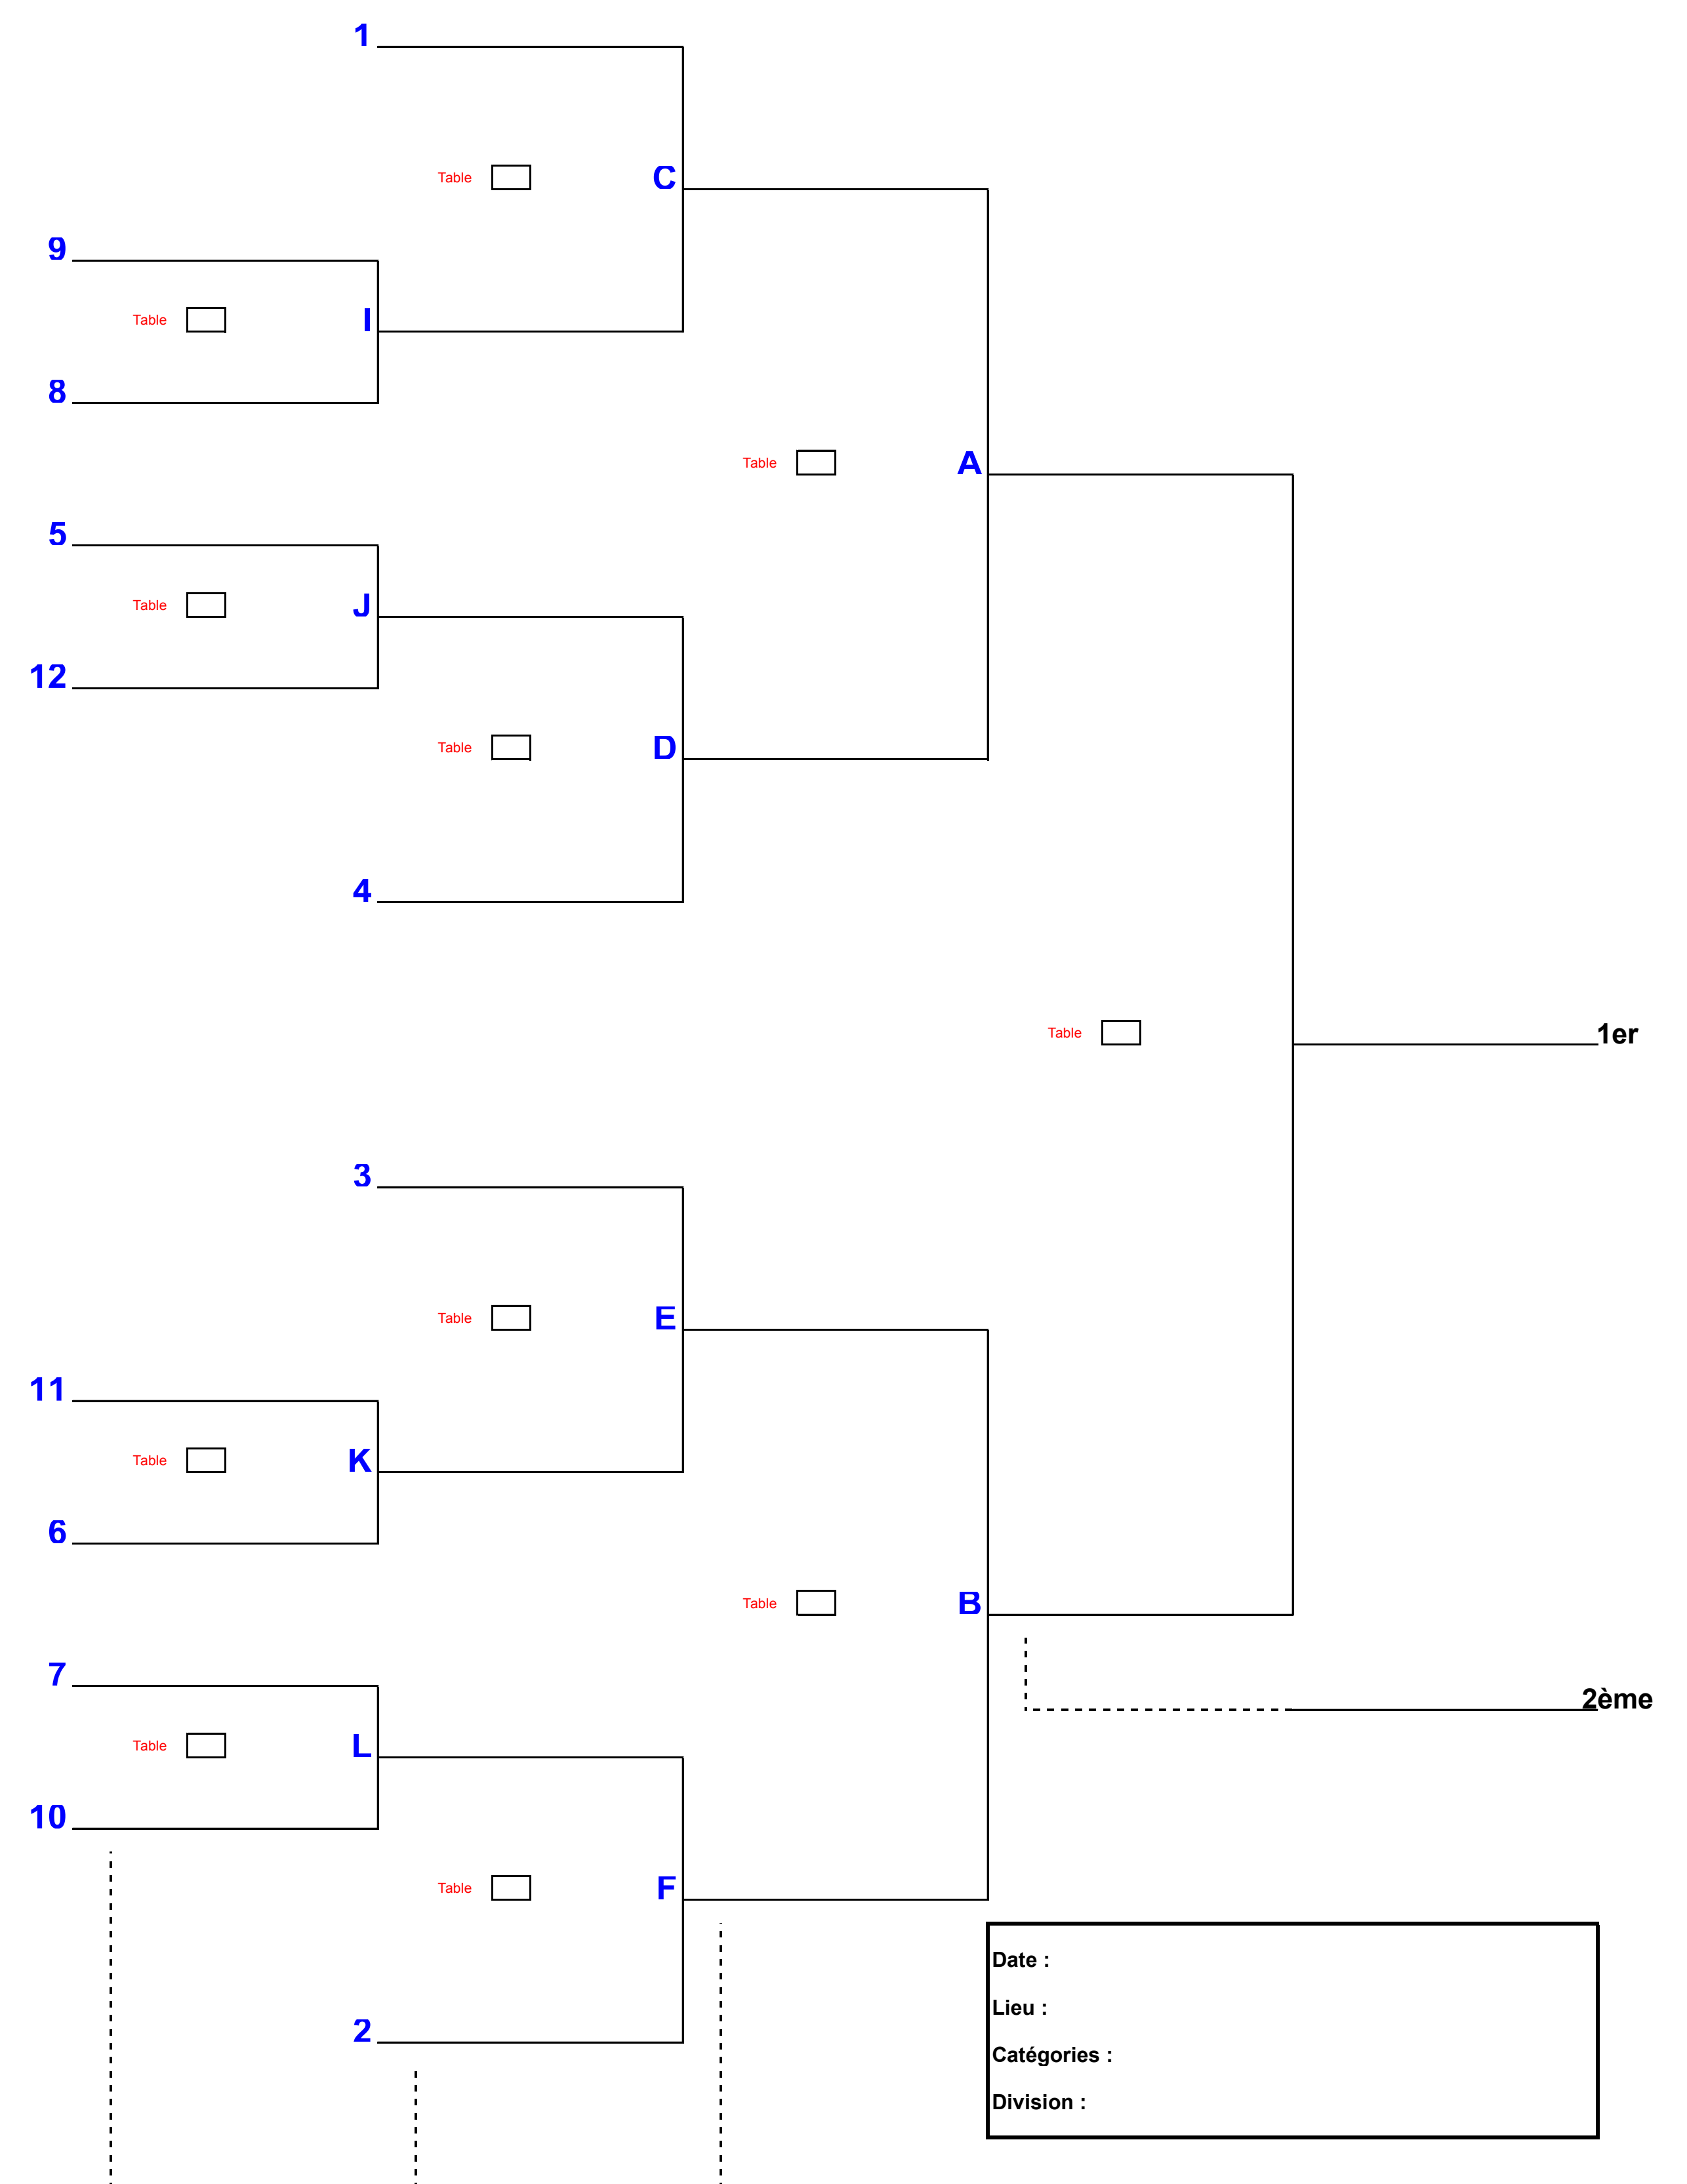 1
Table C
9
Table I
8
Table A
5
Table J
12
Table D
4
Table 1er
3
Table E
11
Table K
6
Table B
7
2ème
Table L
10
Table F
Date :
Lieu :
2
Catégories :
Division :